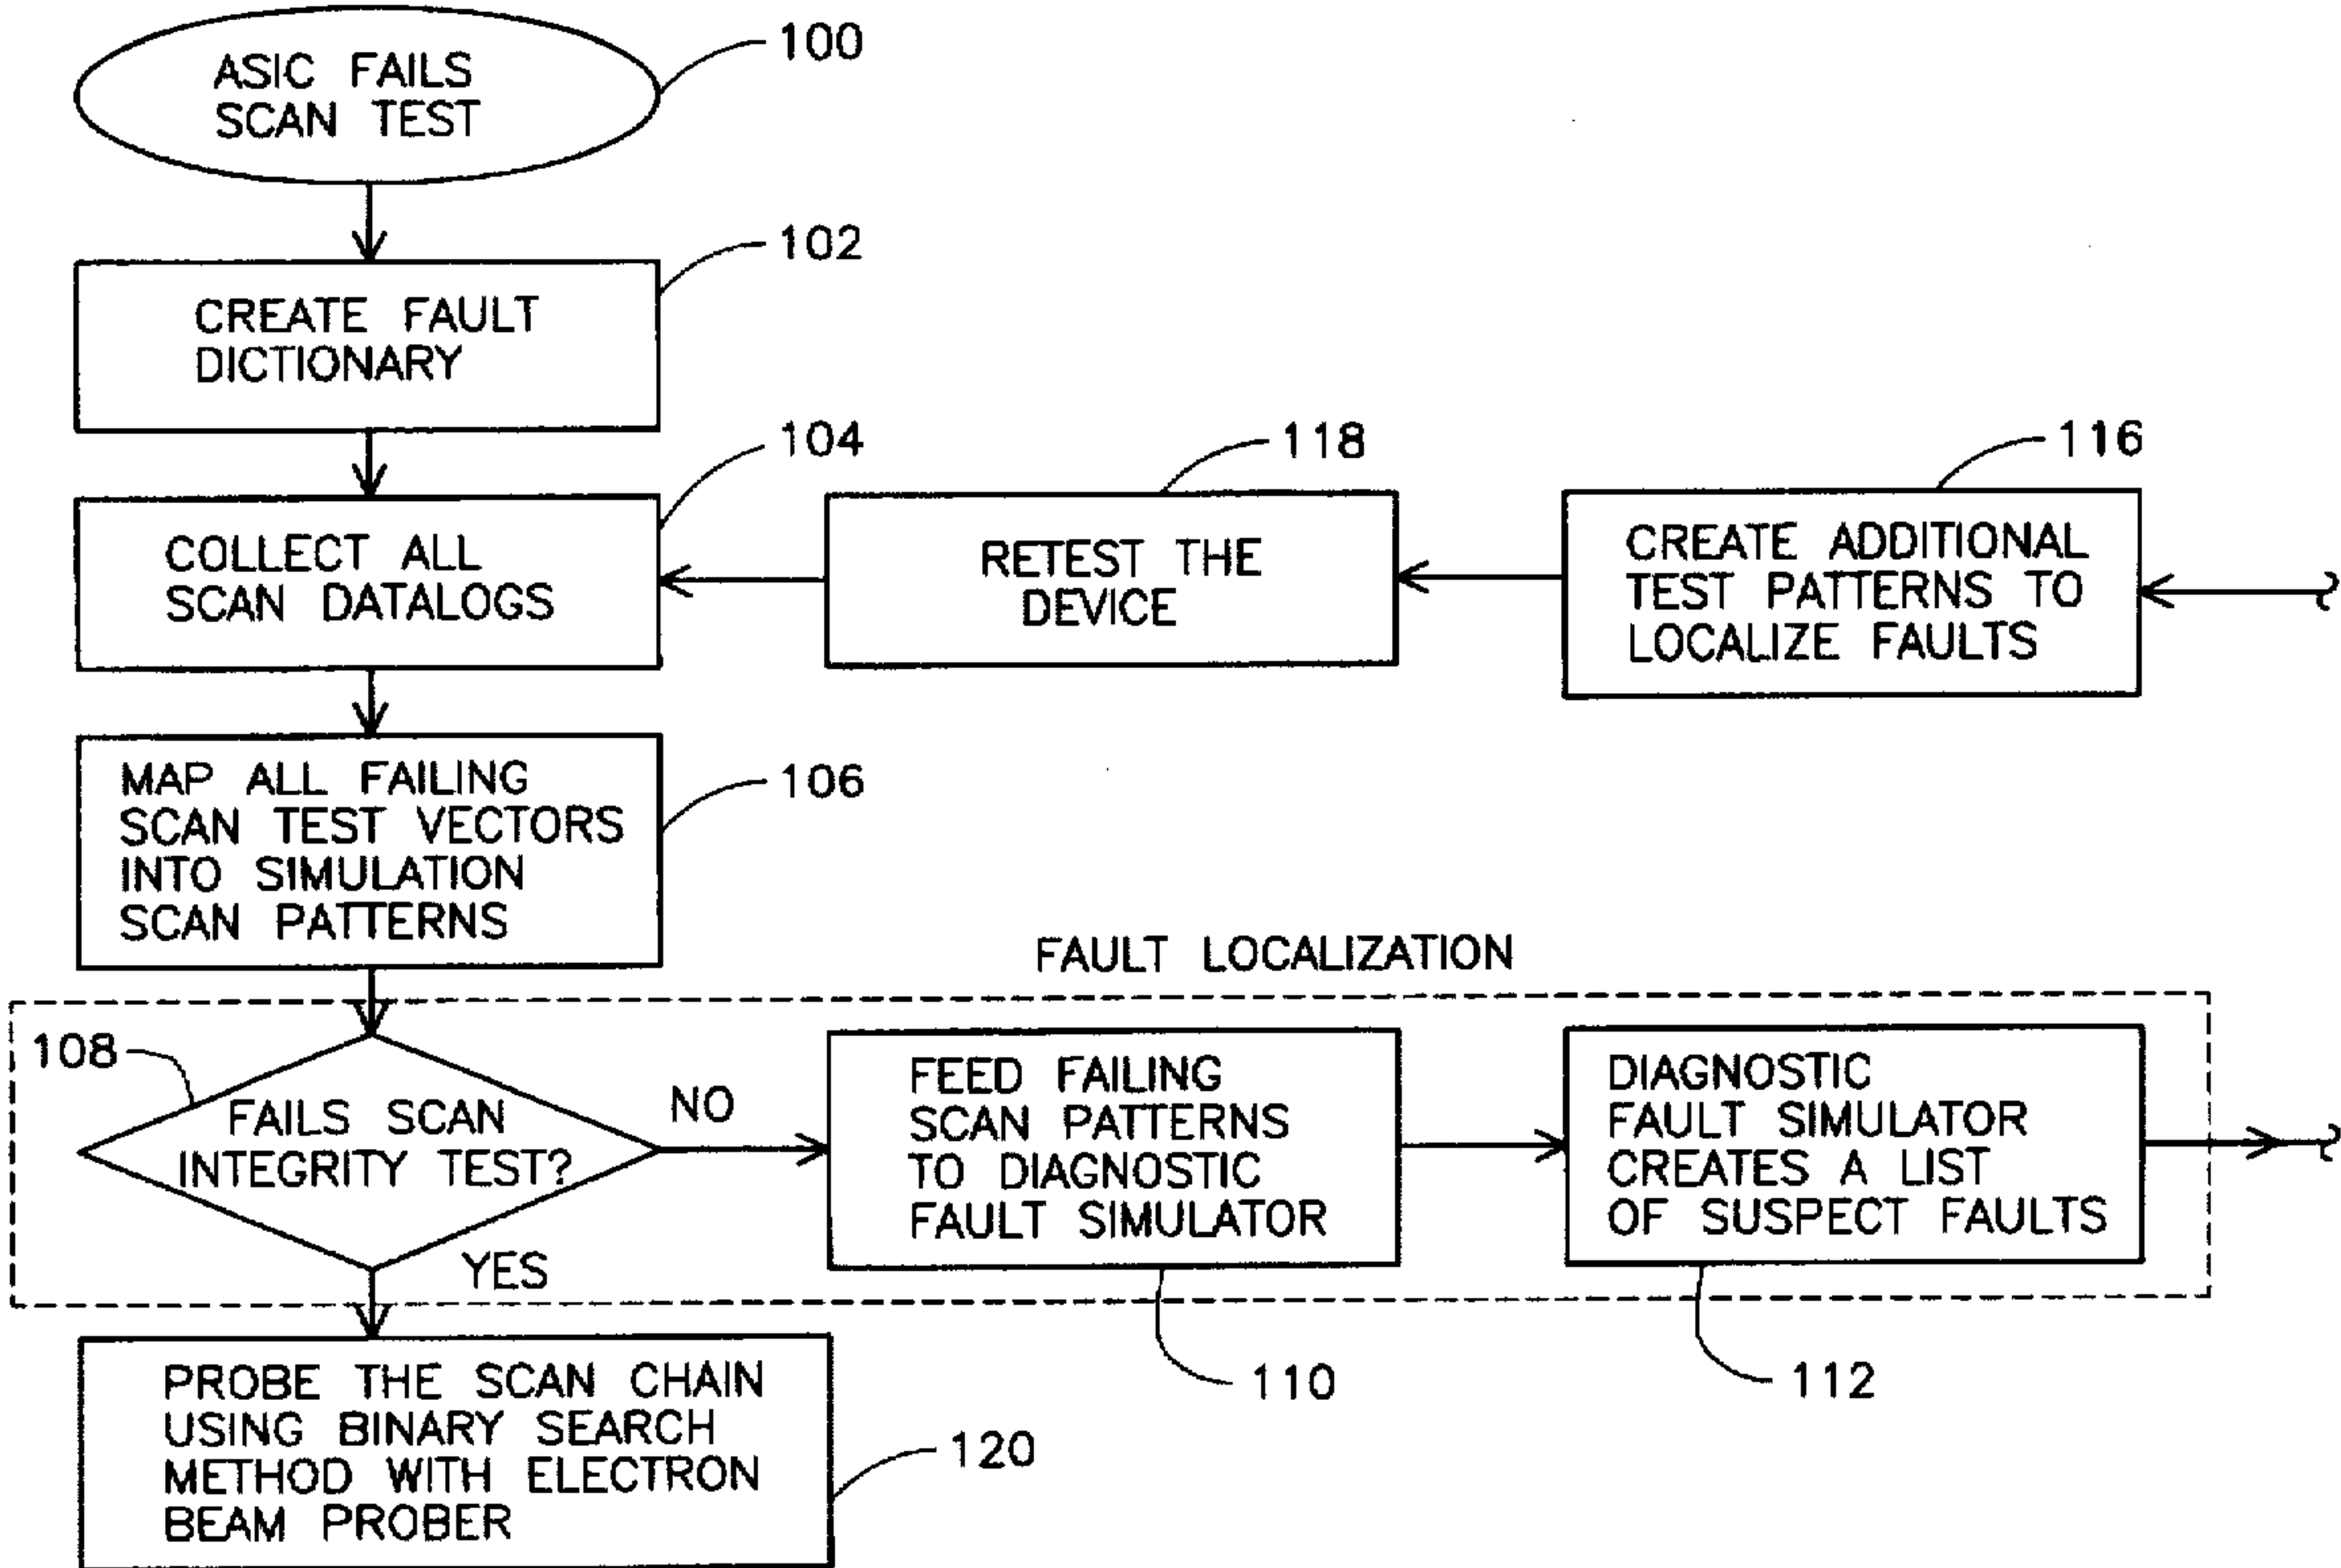 ASIC FAILS
SCAN TEST
100
CREATE FAULT
DICTIONARY
102
COLLECT ALL
SCAN DATALOGS
104
RETEST THE
DEVICE
118
CREATE ADDITIONAL
TEST PATTERNS TO
LOCALIZE FAULTS
116
MAP ALL FAILING
SCAN TEST VECTORS
INTO SIMULATION
SCAN PATTERNS
106
FAULT LOCALIZATION
108
FAILS SCAN
INTEGRITY TEST?
NO
YES
FEED FAILING
SCAN PATTERNS
TO DIAGNOSTIC
FAULT SIMULATOR
110
DIAGNOSTIC
FAULT SIMULATOR
CREATES A LIST
OF SUSPECT FAULTS
112
PROBE THE SCAN CHAIN
USING BINARY SEARCH
METHOD WITH ELECTRON
BEAM PROBER
120